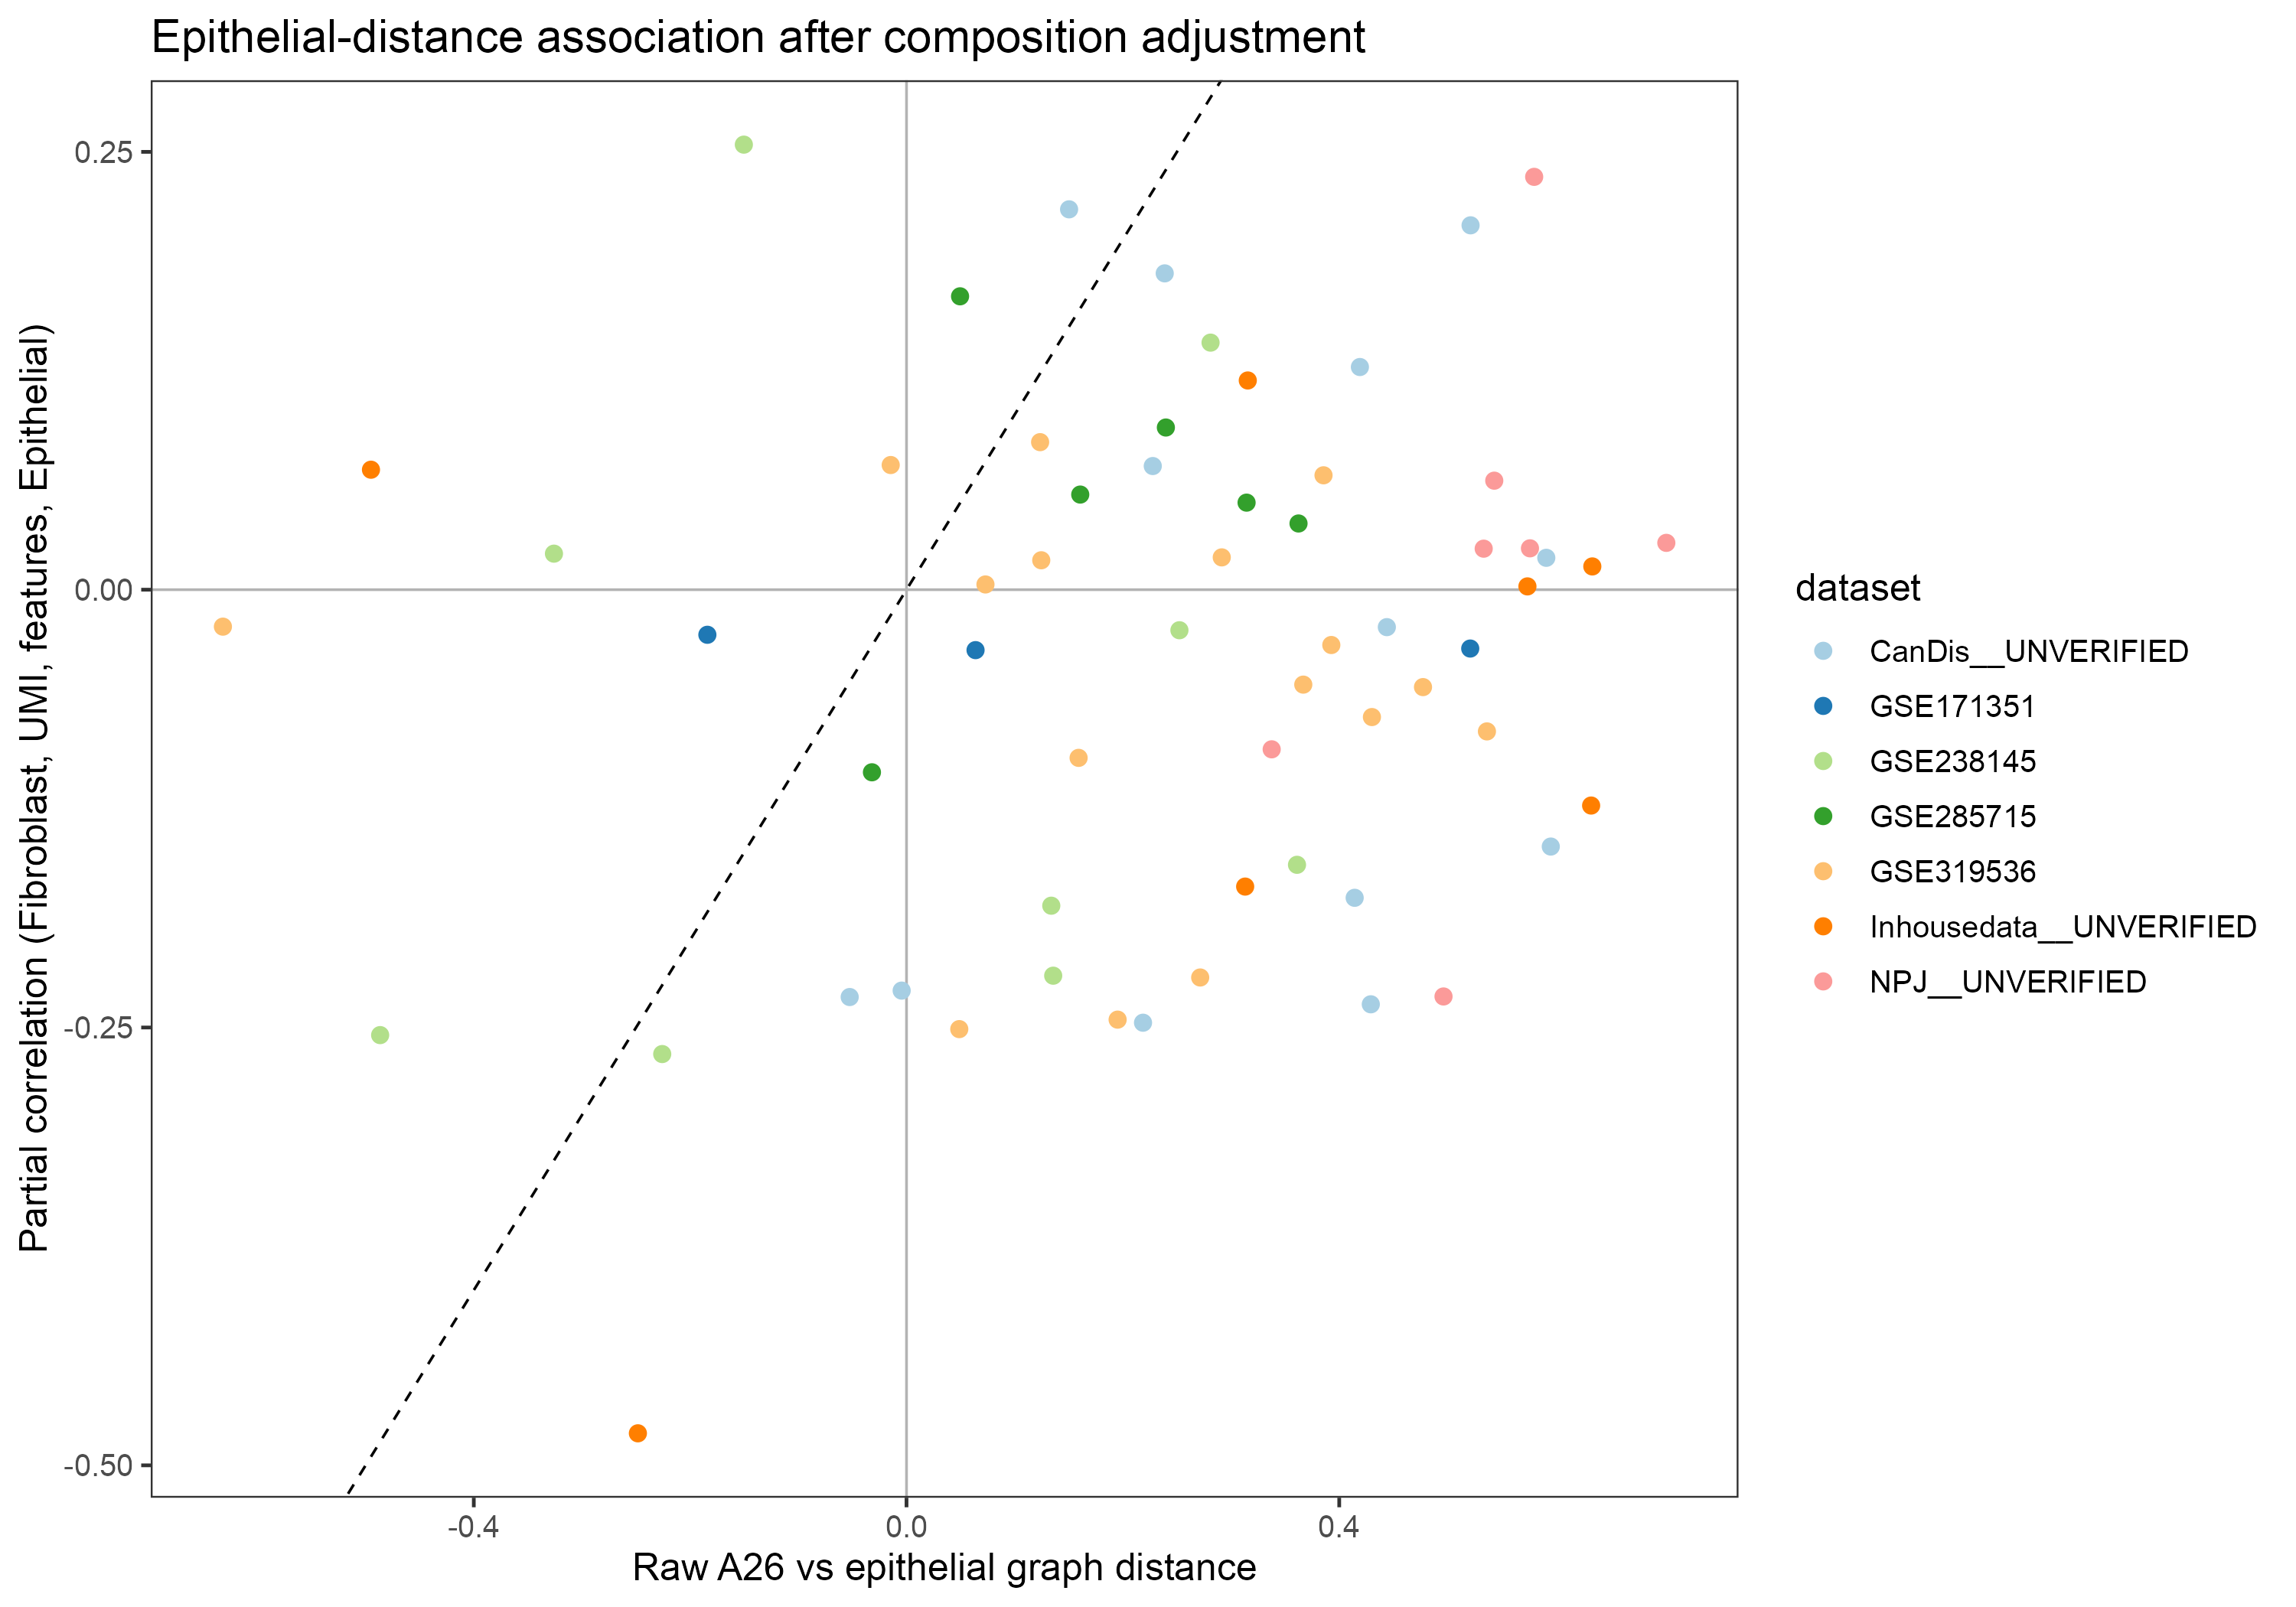 Epithelial-distance association after composition adjustment
Partial correlation (Fibroblast, UMI, features, Epithelial)
0.25
0.00
-0.25
-0.50
-0.4
0.0
0.4
Raw A26 vs epithelial graph distance
dataset
CanDis__UNVERIFIED
GSE171351
GSE238145
GSE285715
GSE319536
Inhousedata__UNVERIFIED
NPJ__UNVERIFIED